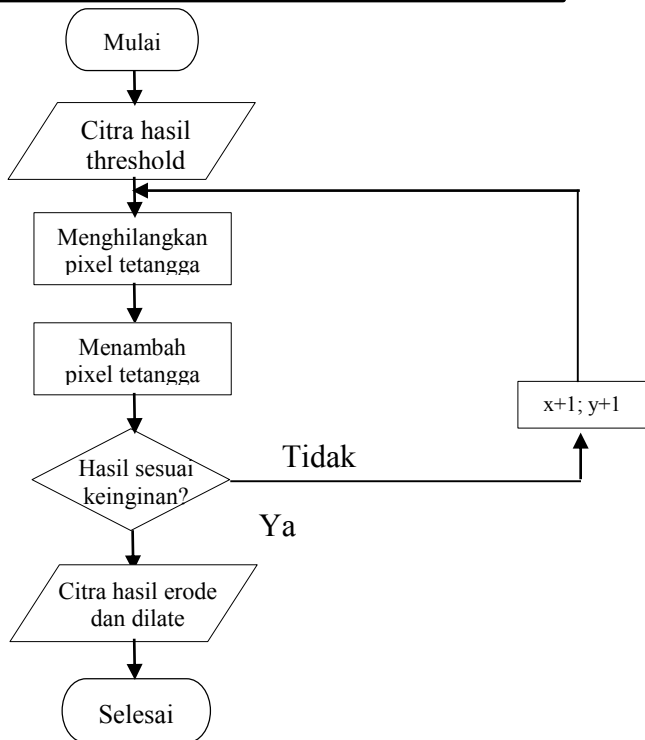 Mulai
Citra hasil
threshold
Menghilangkan
pixel tetangga
Menambah
pixel tetangga
x+1; y+1
Hasil sesuai
keinginan?
Tidak
Ya
Citra hasil erode
dan dilate
Selesai